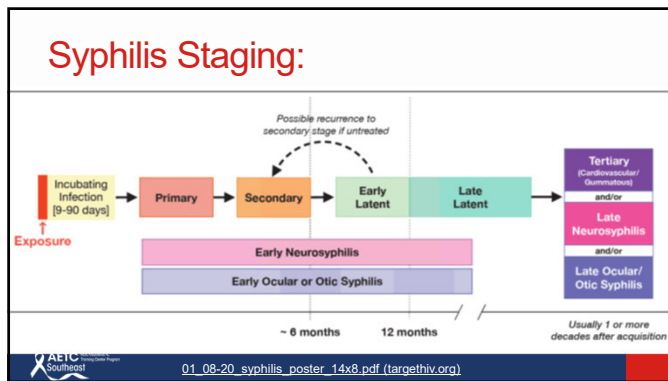 Syphilis Staging:
Possible recurrence to
secondary stage if untreated
Incubating
Infection
[9-90 days]
Exposure
Primary
Secondary
Early
Latent
Late
Latent
Tertiary
(Cardiovascular/
Gummatous)
and/or
Late
Neurosyphilis
and/or
Late Ocular/
Otic Syphilis
Early Neurosyphilis
Early Ocular or Otic Syphilis
~ 6 months
12 months
Usually 1 or more
decades after acquisition
AETC
Training Center Program
Southeast
01_08-20_syphilis_poster_14x8.pdf (targethiv.org)